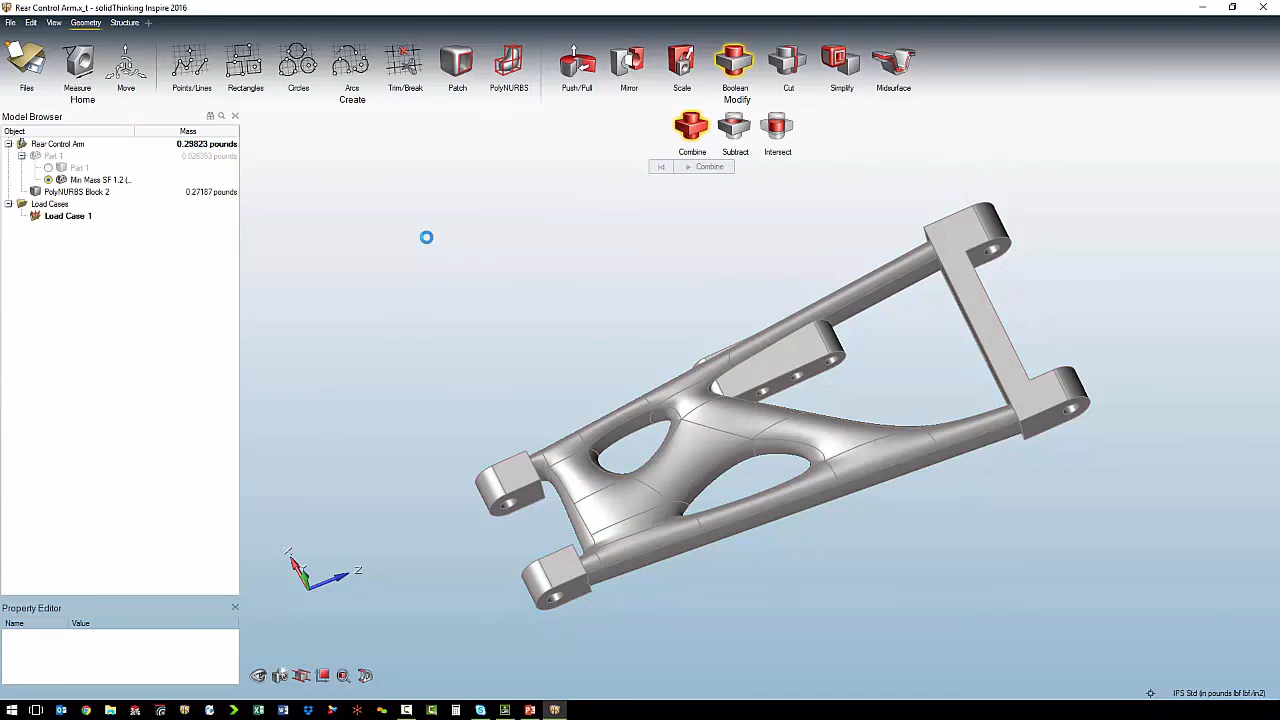 Rear Control Arm.x_t - solidThinking Inspire 2016
File Edit View Geometry Structure
Files Measure Move Points/Lines Rectangles Circles Arcs Trim/Break Patch PolyNURBS Push/Pull Mirror Scale Boolean Cut Simplify Midsurface
Home Create Modify
Model Browser
Object Mass
Combine Subtract Intersect
Combine
Rear Control Arm 0.29823 pounds
Part 1 0.026353 pounds
Part 1
Min Mass SF 1.2 (..
PolyNURBS Block 2 0.27187 pounds
Load Cases
Load Case 1
X
Z
Property Editor
Name Value
IPS Std (in pounds lbf lbf/in2)